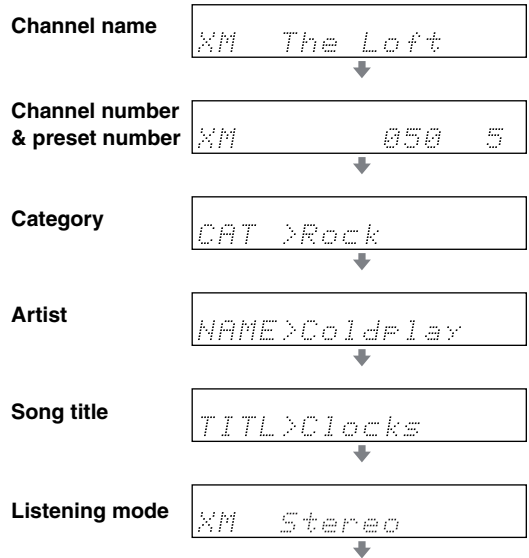 Channel name
XM The Loft
Channel number
& preset number
XM 050 5
Category
CAT >Rock
Artist
NAME>Coldplay
Song title
TITL>Clocks
Listening mode
XM Stereo